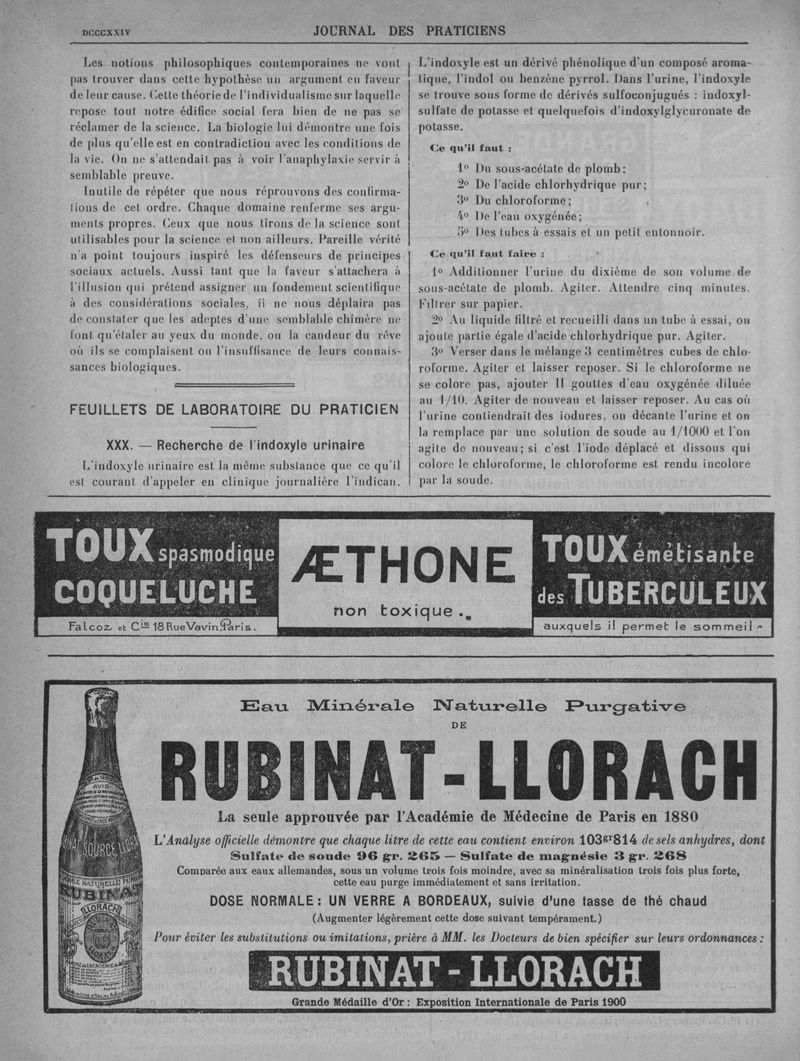 DCCCXXIV
JOURNAL DES PRATICIENS
Les notions philosophiques contemporaines ne vont
pas trouver dans cette hypothèse un argument en faveur
de leur cause. Cette théorie de l'individualisme sur laquelle
repose tout notre édifice social fera bien de ne pas se
réclamer de la science. La biologie lui démontre une fois
de plus qu'elle est en contradiction avec les conditions de
la vie. On ne s'attendait pas à voir l'anaphylaxie servir à
semblable preuve.
Inutile de répéter que nous réprouvons des confirma-
tions de cet ordre. Chaque domaine renferme ses argu-
ments propres. Ceux que nous tirons de la science sont
utilisables pour la science et non ailleurs. Pareille vérité
n'a point toujours inspiré les défenseurs de principes
sociaux actuels. Aussi tant que la faveur s'attachera à
l'illusion qui prétend assigner un fondement scientifique
à des considérations sociales, il ne nous déplaira pas
de constater que les adeptes d'une semblable chimère ne
font qu'étaler au yeux du monde, ou la candeur du rêve
où ils se complaisent ou l'insuffisance de leurs connais-
sances biologiques.
FEUILLETS DE LABORATOIRE DU PRATICIEN
XXX. — Recherche de l'indoxyle urinaire
L'indoxyle urinaire est la même substance que ce qu'il
est courant d'appeler en clinique journalière l'indican.
L'indoxyle est un dérivé phénolique d'un composé aroma-
tique, l'indol ou benzène pyrrol. Dans l'urine, l'indoxyle
se trouve sous forme de dérivés sulfoconjugués : indoxyl-
sulfate de potasse et quelquefois d'indoxylglycuronate de
potasse.
Ce qu'il faut :
1º Du sous-acétate de plomb;
2º De l'acide chlorhydrique pur;
3º Du chloroforme;
4º De l'eau oxygénée;
5º Des tubes à essais et un petit entonnoir.
Ce qu'il faut faire :
1º Additionner l'urine du dixième de son volume de
sous-acétate de plomb. Agiter. Attendre cinq minutes.
Filtrer sur papier.
2º Au liquide filtré et recueilli dans un tube à essai, on
ajoute partie égale d'acide chlorhydrique pur. Agiter.
3º Verser dans le mélange 3 centimètres cubes de chlo-
roforme. Agiter et laisser reposer. Si le chloroforme ne
se colore pas, ajouter II gouttes d'eau oxygénée diluée
au 1/10. Agiter de nouveau et laisser reposer. Au cas où
l'urine contiendrait des iodures, on décante l'urine et on
la remplace par une solution de soude au 1/1000 et l'on
agite de nouveau; si c'est l'iode déplacé et dissous qui
colore le chloroforme, le chloroforme est rendu incolore
par la soude.
TOUX spasmodique
COQUELUCHE
Falcoz et Cie 18 Rue Vavin. Paris.
ÆTHONE
non toxique.
TOUX émétisante
des TUBERCULEUX
auxquels il permet le sommeil
Eau Minérale Naturelle Purgative
DE
RUBINAT-LLORACH
La seule approuvée par l'Académie de Médecine de Paris en 1880
L'Analyse officielle démontre que chaque litre de cette eau contient environ 103gr814 de sels anhydres, dont
Sulfate de soude 96 gr. 265 — Sulfate de magnésie 3 gr. 268
Comparée aux eaux allemandes, sous un volume trois fois moindre, avec sa minéralisation trois fois plus forte,
cette eau purge immédiatement et sans irritation.
DOSE NORMALE: UN VERRE A BORDEAUX, suivie d'une tasse de thé chaud
(Augmenter légèrement cette dose suivant tempérament.)
Pour éviter les substitutions ou imitations, prière à MM. les Docteurs de bien spécifier sur leurs ordonnances :
RUBINAT-LLORACH
Grande Médaille d'Or : Exposition Internationale de Paris 1900
AVIS
SOURCE
NATURELLE
RUBINAT
LLORACH